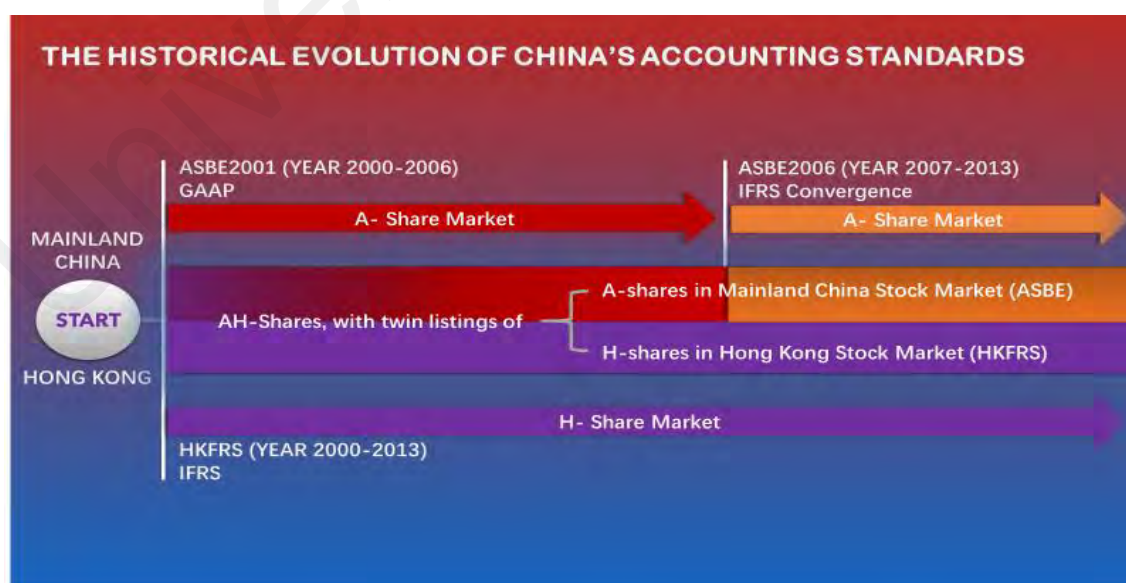 THE HISTORICAL EVOLUTION OF CHINA'S ACCOUNTING STANDARDS
ASBE2001 (YEAR 2000-2006)
GAAP
ASBE2006 (YEAR 2007-2013)
IFRS Convergence
A- Share Market
A- Share Market
MAINLAND
CHINA
START
HONG KONG
AH-Shares, with twin listings of
A-shares in Mainland China Stock Market (ASBE)
H-shares in Hong Kong Stock Market (HKFRS)
H- Share Market
HKFRS (YEAR 2000-2013)
IFRS